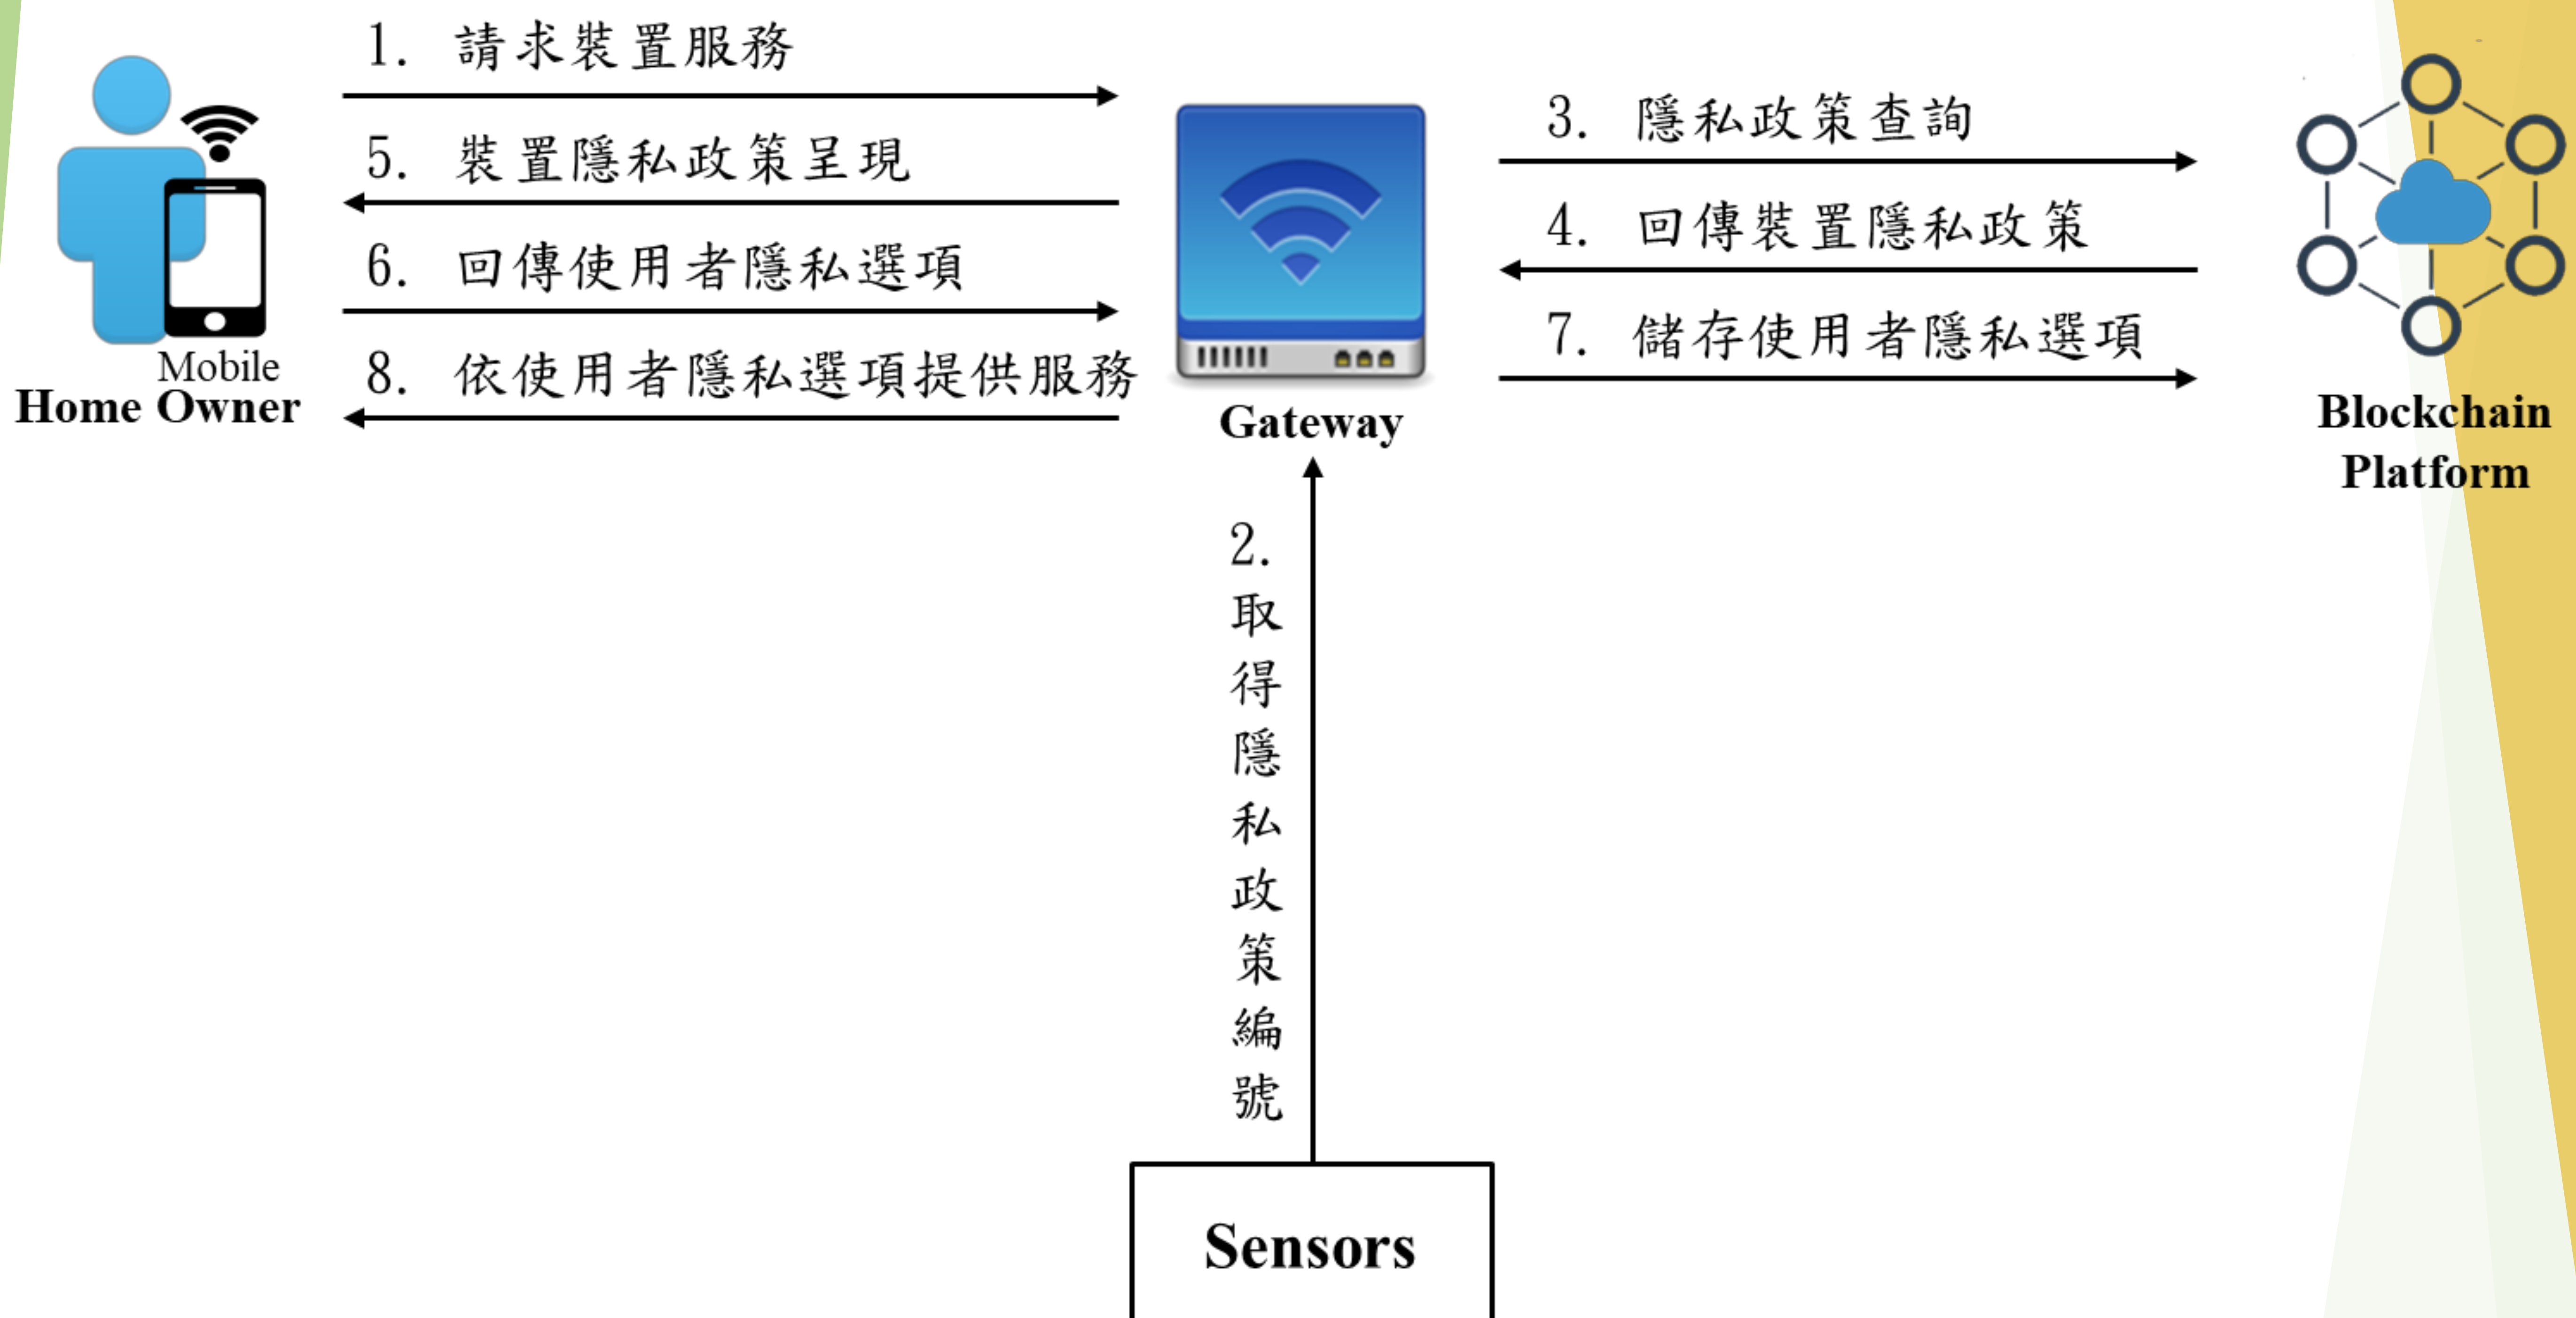 1. 請求裝置服務
5. 裝置隱私政策呈現
6. 回傳使用者隱私選項
8. 依使用者隱私選項提供服務
Mobile
Home Owner
Gateway
3. 隱私政策查詢
4. 回傳裝置隱私政策
7. 儲存使用者隱私選項
Blockchain
Platform
2.
取
得
隱
私
政
策
編
號
Sensors